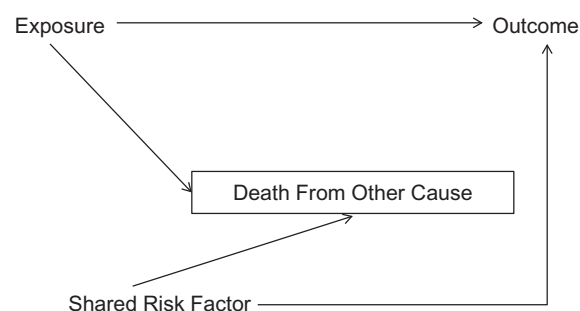 Exposure
Outcome
Death From Other Cause
Shared Risk Factor